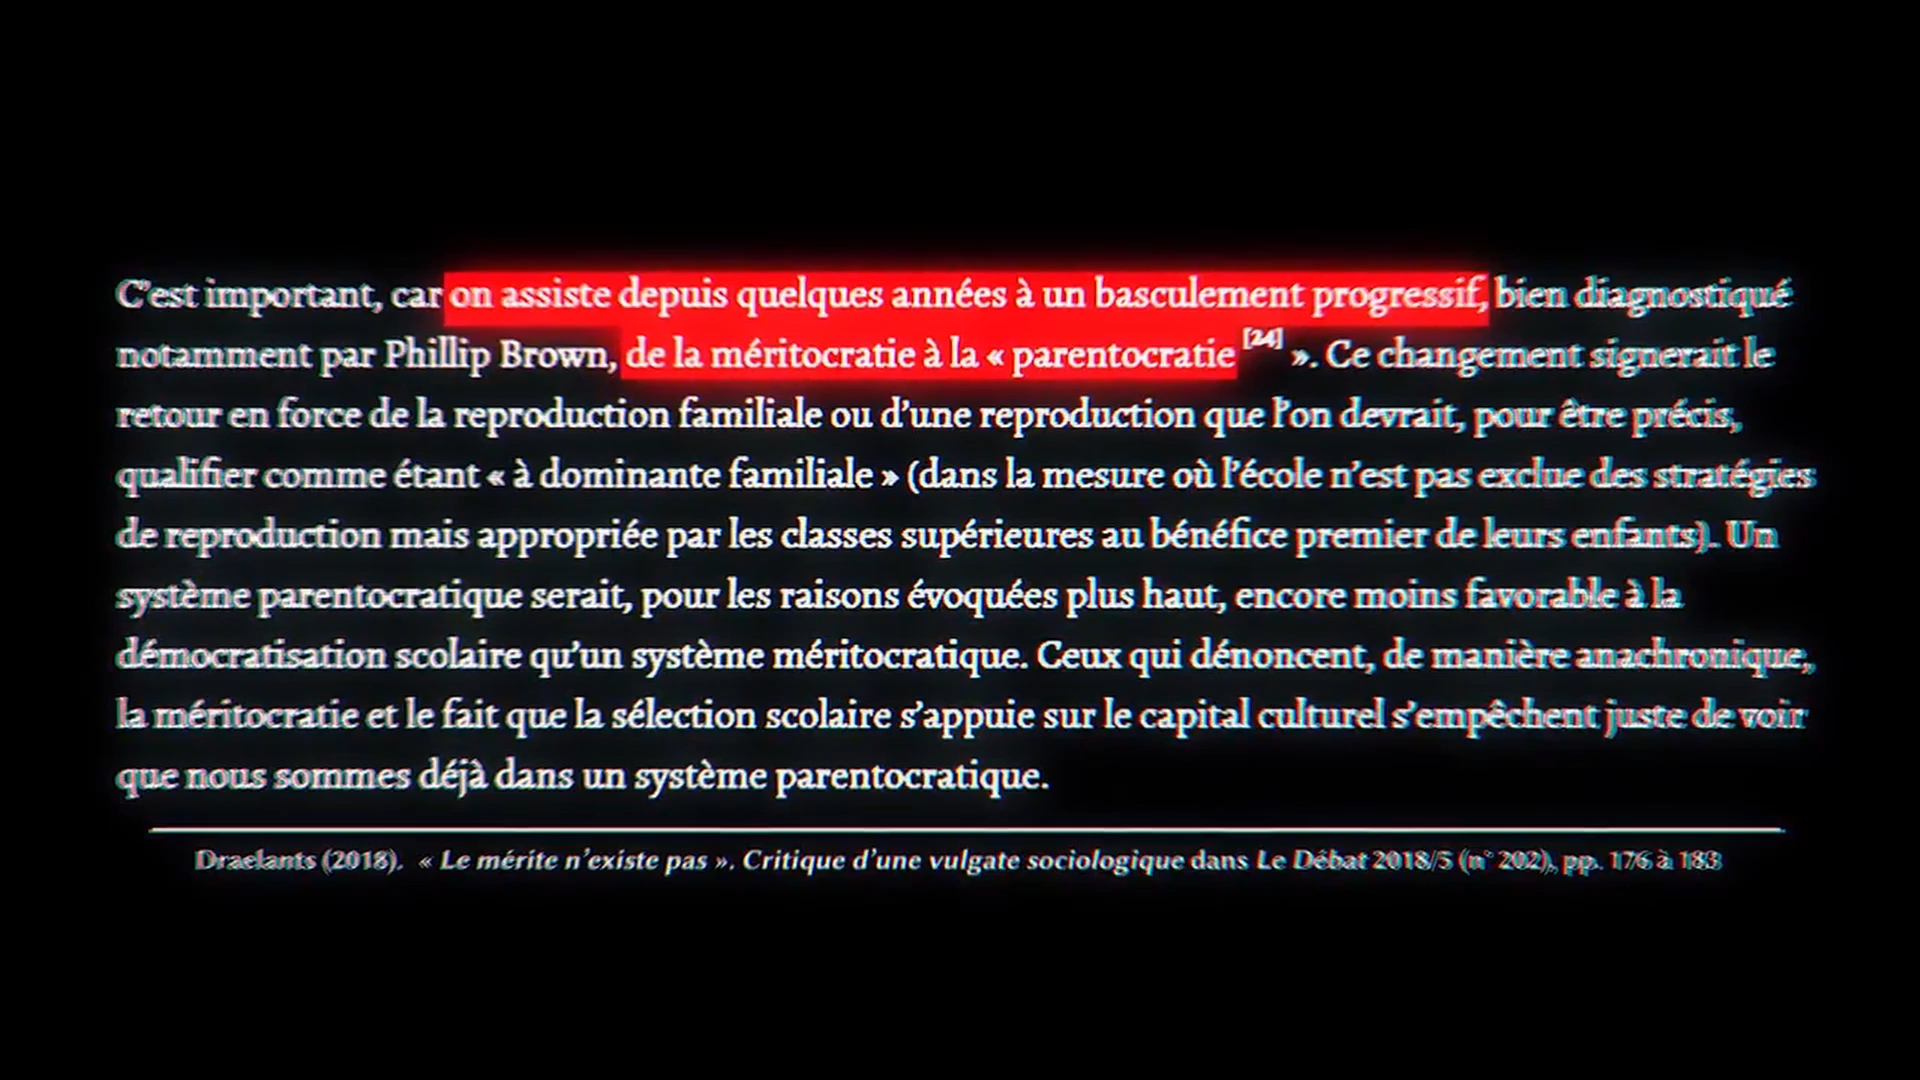 C'est important, car on assiste depuis quelques années à un basculement progressif, bien diagnostiqué
notamment par Phillip Brown, de la méritocratie à la « parentocratie [24] ». Ce changement signerait le
retour en force de la reproduction familiale ou d'une reproduction que l'on devrait, pour être précis,
qualifier comme étant « à dominante familiale » (dans la mesure où l'école n'est pas exclue des stratégies
de reproduction mais appropriée par les classes supérieures au bénéfice premier de leurs enfants). Un
système parentocratique serait, pour les raisons évoquées plus haut, encore moins favorable à la
démocratisation scolaire qu'un système méritocratique. Ceux qui dénoncent, de manière anachronique,
la méritocratie et le fait que la sélection scolaire s'appuie sur le capital culturel s'empêchent juste de voir
que nous sommes déjà dans un système parentocratique.
Draelants (2018). « Le mérite n'existe pas ». Critique d'une vulgate sociologique dans Le Débat 2018/5 (n° 202), pp. 176 à 183